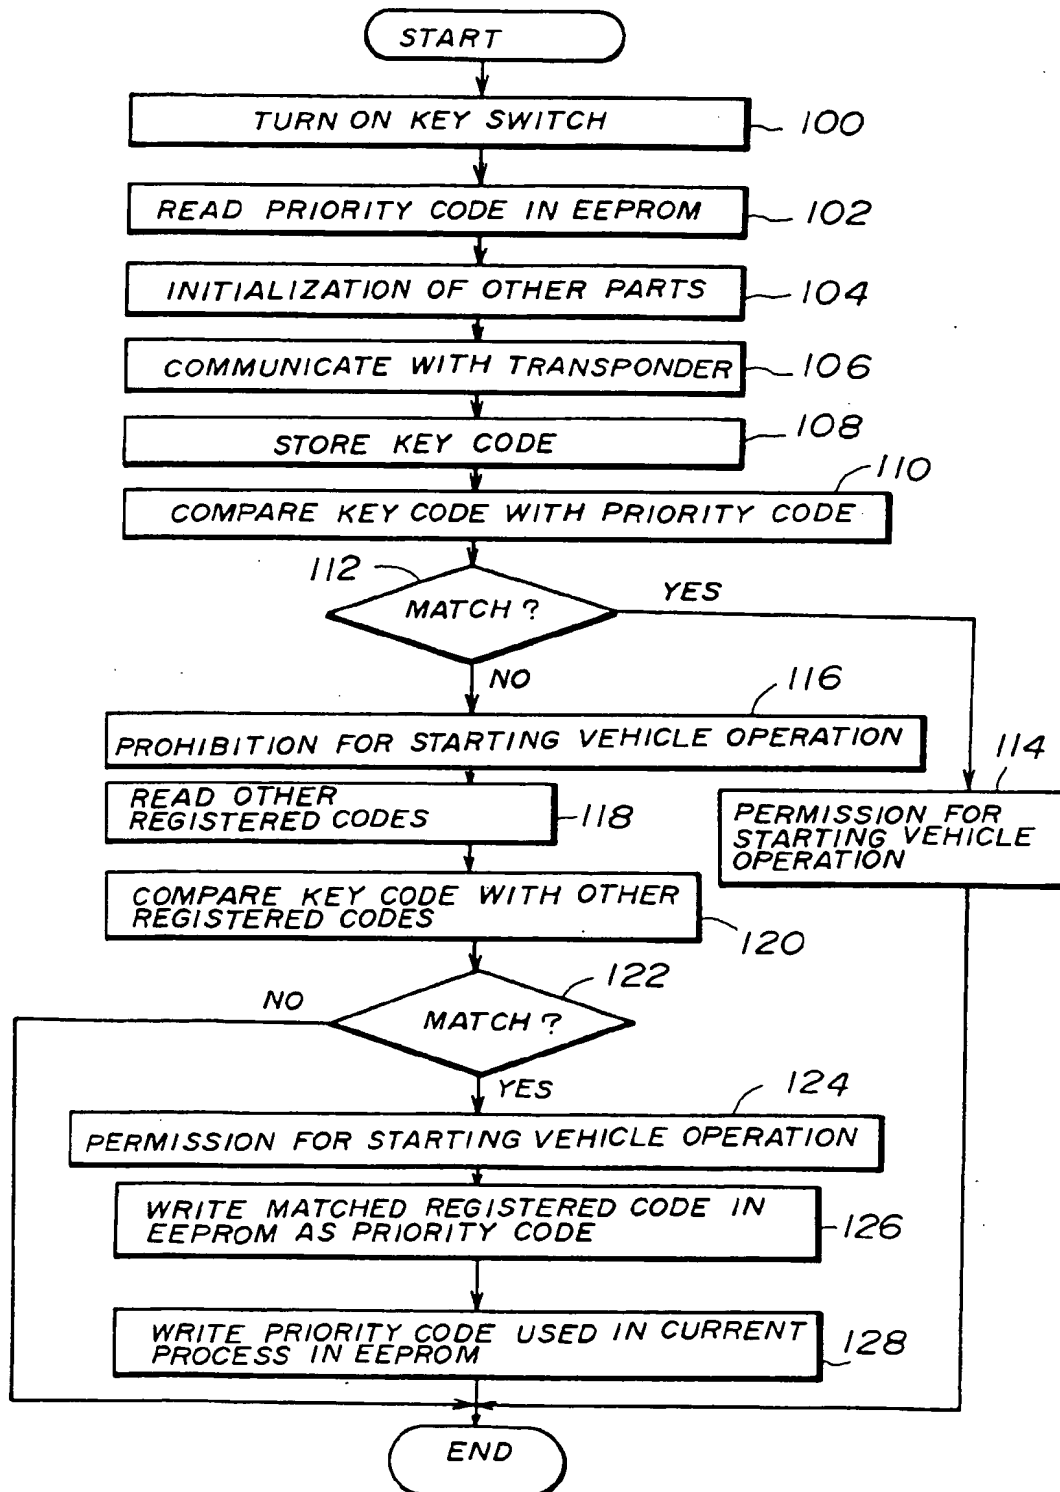 START
TURN ON KEY SWITCH
100
READ PRIORITY CODE IN EEPROM
102
INITIALIZATION OF OTHER PARTS
104
COMMUNICATE WITH TRANSPONDER
106
STORE KEY CODE
108
110
COMPARE KEY CODE WITH PRIORITY CODE
112
MATCH ?
YES
NO
116
PROHIBITION FOR STARTING VEHICLE OPERATION
114
PERMISSION FOR
STARTING VEHICLE
OPERATION
READ OTHER
REGISTERED CODES
118
COMPARE KEY CODE WITH OTHER
REGISTERED CODES
120
122
NO
MATCH ?
YES
124
PERMISSION FOR STARTING VEHICLE OPERATION
WRITE MATCHED REGISTERED CODE IN
EEPROM AS PRIORITY CODE
126
WRITE PRIORITY CODE USED IN CURRENT
PROCESS IN EEPROM
128
END